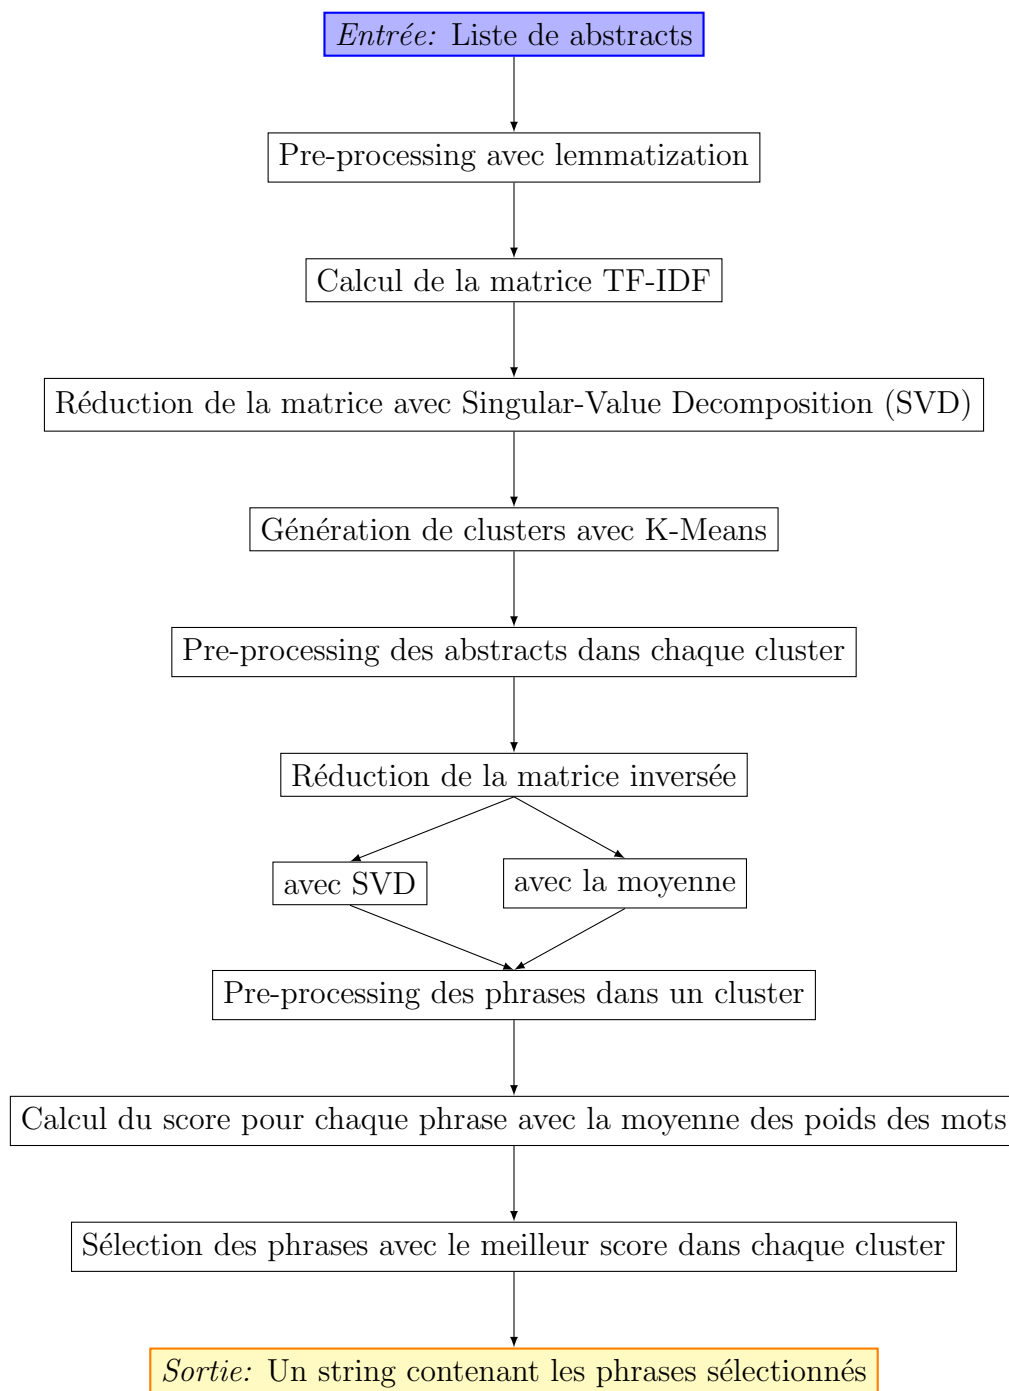 Entrée: Liste de abstracts
Pre-processing avec lemmatization
Calcul de la matrice TF-IDF
Réduction de la matrice avec Singular-Value Decomposition (SVD)
Génération de clusters avec K-Means
Pre-processing des abstracts dans chaque cluster
Réduction de la matrice inversée
avec SVD
avec la moyenne
Pre-processing des phrases dans un cluster
Calcul du score pour chaque phrase avec la moyenne des poids des mots
Sélection des phrases avec le meilleur score dans chaque cluster
Sortie: Un string contenant les phrases sélectionnés